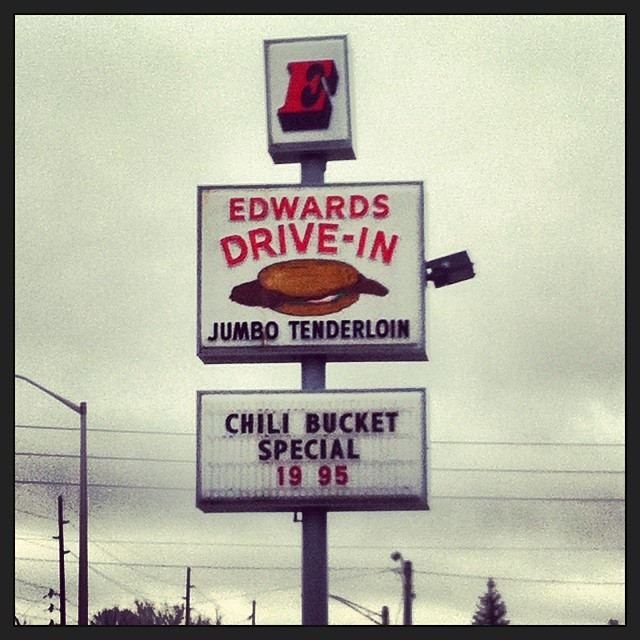 E
EDWARDS
DRIVE-IN
JUMBO TENDERLOIN
CHILI BUCKET
SPECIAL
19 95